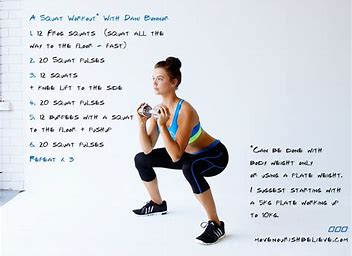 A Squat Workout* With Dani
1. 12 Frog squats (squat all the
way to the floor - fast)
2. 20 Squat pulses
3. 12 squats
+ knee lift to the side
4. 20 squat pulses
5. 12 burpees with a squat
to the floor + pushup
6. 20 squat pulses
Repeat x 3
*Can be done with
body weight only
or using a plate weight.
I suggest starting with
a 5kg plate working up
to 10kg.
movenourishbelieve.com